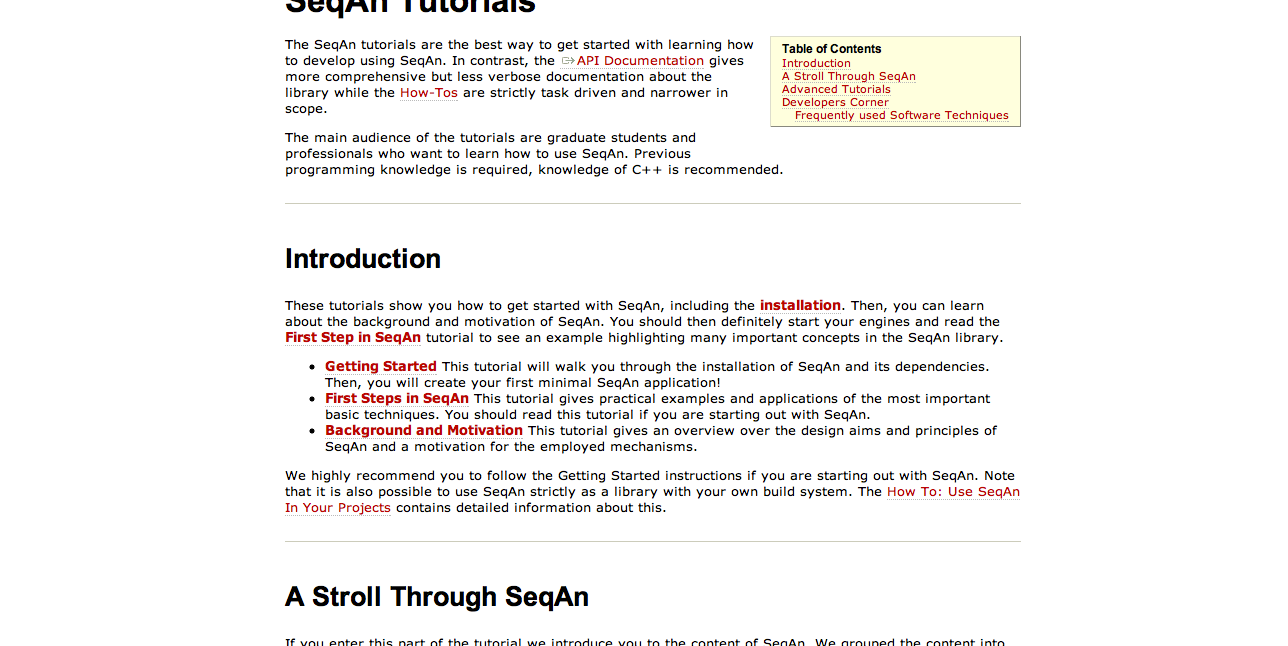 SeqAn Tutorials
The SeqAn tutorials are the best way to get started with learning how
to develop using SeqAn. In contrast, the API Documentation gives
more comprehensive but less verbose documentation about the
library while the How-Tos are strictly task driven and narrower in
scope.
The main audience of the tutorials are graduate students and
professionals who want to learn how to use SeqAn. Previous
programming knowledge is required, knowledge of C++ is recommended.
Table of Contents
Introduction
A Stroll Through SeqAn
Advanced Tutorials
Developers Corner
Frequently used Software Techniques
Introduction
These tutorials show you how to get started with SeqAn, including the installation. Then, you can learn
about the background and motivation of SeqAn. You should then definitely start your engines and read the
First Step in SeqAn tutorial to see an example highlighting many important concepts in the SeqAn library.
• Getting Started This tutorial will walk you through the installation of SeqAn and its dependencies.
Then, you will create your first minimal SeqAn application!
• First Steps in SeqAn This tutorial gives practical examples and applications of the most important
basic techniques. You should read this tutorial if you are starting out with SeqAn.
• Background and Motivation This tutorial gives an overview over the design aims and principles of
SeqAn and a motivation for the employed mechanisms.
We highly recommend you to follow the Getting Started instructions if you are starting out with SeqAn. Note
that it is also possible to use SeqAn strictly as a library with your own build system. The How To: Use SeqAn
In Your Projects contains detailed information about this.
A Stroll Through SeqAn
If you enter this part of the tutorial we introduce you to the content of SeqAn. We grouped the content into